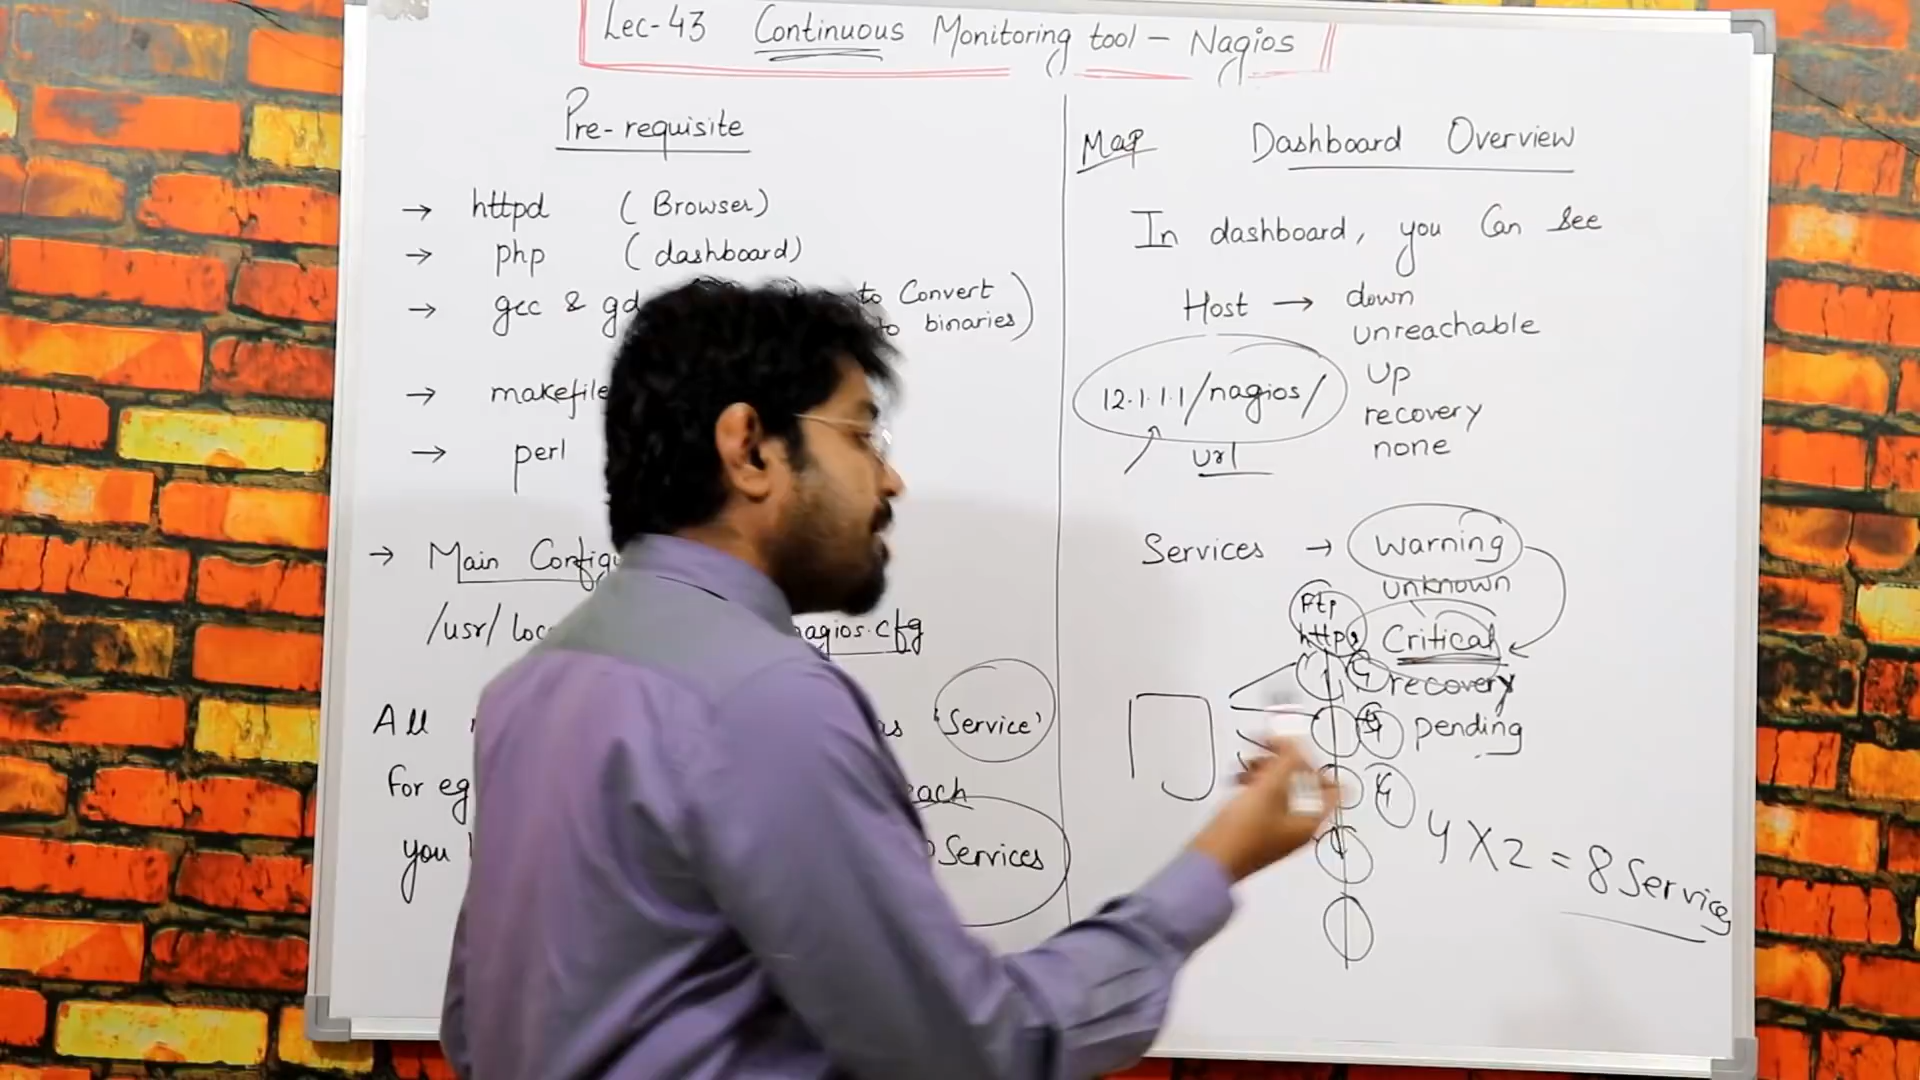 Lec-43 Continuous Monitoring tool - Nagios
Pre-requisite
→ httpd (Browser)
→ php (dashboard)
→ gcc & gd to Convert
to binaries)
→ makefile
→ perl
→ Main Config
/usr/ loc nagios.cfg
All as 'Service'
For eg each
you Services
Map Dashboard Overview
In dashboard, you Can See
Host → down
unreachable
Up
recovery
none
12.1.1.1/nagios/
url
Services → Warning
unknown
Critical
recovery
pending
Ftp
http
4 X 2 = 8 Services